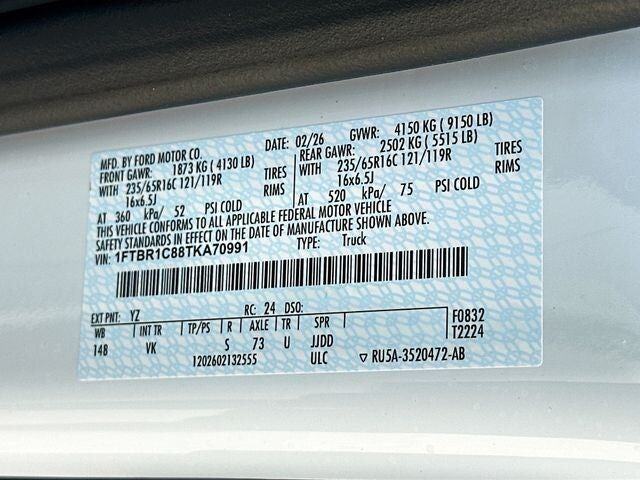 MFD. BY FORD MOTOR CO. DATE: 02/26 GVWR: 4150 KG ( 9150 LB)
FRONT GAWR: 1873 KG ( 4130 LB) REAR GAWR: 2502 KG ( 5515 LB)
WITH 235/65R16C 121/119R TIRES WITH 235/65R16C 121/119R TIRES
16x6.5J RIMS 16x6.5J RIMS
AT 360 kPa/ 52 PSI COLD AT 520 kPa/ 75 PSI COLD
THIS VEHICLE CONFORMS TO ALL APPLICABLE FEDERAL MOTOR VEHICLE
SAFETY STANDARDS IN EFFECT ON THE DATE OF MANUFACTURE SHOWN ABOVE.
VIN: 1FTBR1C88TKA70991 TYPE: Truck
EXT PNT: YZ RC: 24 DSO: F0832
WB INT TR TP/PS R AXLE TR SPR T2224
148 VK S 73 U JJDD
1202602132555 ULC ▽ RU5A-3520472-AB